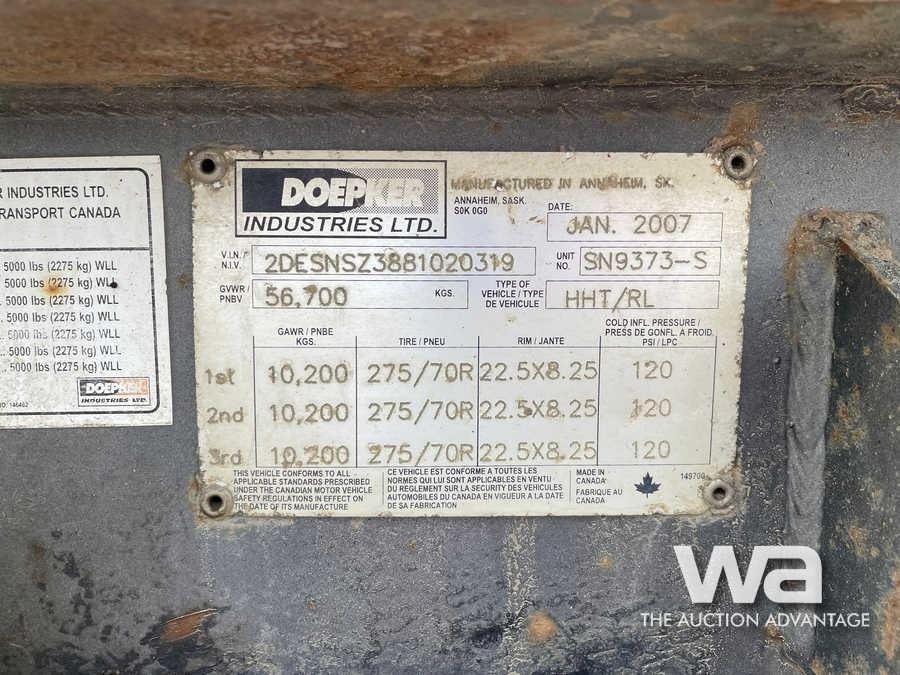 R INDUSTRIES LTD.
RANSPORT CANADA
5000 lbs (2275 kg) WLL
5000 lbs (2275 kg) WLL
5000 lbs (2275 kg) WLL
5000 lbs (2275 kg) WLL
5000 lbs (2275 kg) WLL
5000 lbs (2275 kg) WLL
5000 lbs (2275 kg) WLL
DOEPKER
INDUSTRIES LTD.
146462
DOEPKER
INDUSTRIES LTD.
MANUFACTURED IN ANNAHEIM, SK.
ANNAHEIM, SASK.
S0K 0G0
DATE:
JAN. 2007
V.I.N. /
N.I.V.
2DESNSZ3881020319
UNIT
NO.
SN9373-S
GVWR /
PNBV
56,700 KGS.
TYPE OF
VEHICLE / TYPE
DE VEHICULE
HHT/RL
GAWR / PNBE
KGS.
TIRE / PNEU
RIM / JANTE
COLD INFL. PRESSURE /
PRESS DE GONFL. A FROID.
PSI / LPC
1st 10,200 275/70R 22.5X8.25 120
2nd 10,200 275/70R 22.5X8.25 120
3rd 10,200 275/70R 22.5X8.25 120
THIS VEHICLE CONFORMS TO ALL
APPLICABLE STANDARDS PRESCRIBED
UNDER THE CANADIAN MOTOR VEHICLE
SAFETY REGULATIONS IN EFFECT ON
THE DATE OF ITS MANUFACTURE
CE VEHICULE EST CONFORME A TOUTES LES
NORMES QUI LUI SONT APPLICABLES EN VENTU
DU REGLEMENT SUR LA SECURITY DES VEHICULES
AUTOMOBILES DU CANADA EN VIGUEUR A LA DATE
DE SA FABRICATION
MADE IN
CANADA
FABRIQUE AU
CANADA
149700
wa
THE AUCTION ADVANTAGE